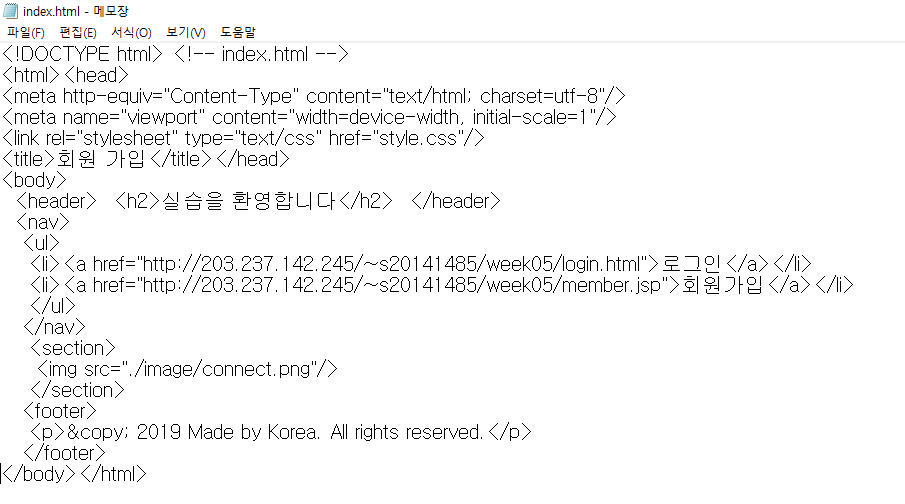 index.html - 메모장
파일(F) 편집(E) 서식(O) 보기(V) 도움말
<!DOCTYPE html> <!-- index.html -->
<html><head>
<meta http-equiv="Content-Type" content="text/html; charset=utf-8"/>
<meta name="viewport" content="width=device-width, initial-scale=1"/>
<link rel="stylesheet" type="text/css" href="style.css"/>
<title>회원 가입</title></head>
<body>
<header> <h2>실습을 환영합니다</h2> </header>
<nav>
<ul>
<li><a href="http://203.237.142.245/~s20141485/week05/login.html">로그인</a></li>
<li><a href="http://203.237.142.245/~s20141485/week05/member.jsp">회원가입</a></li>
</ul>
</nav>
<section>
<img src="./image/connect.png"/>
</section>
<footer>
<p>&copy; 2019 Made by Korea. All rights reserved.</p>
</footer>
</body></html>